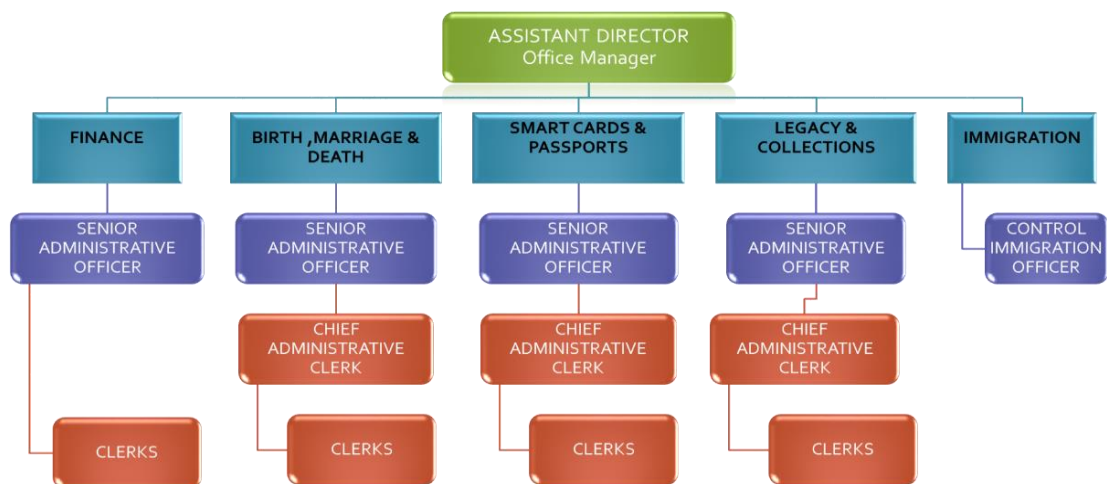 ASSISTANT DIRECTOR
Office Manager
FINANCE
BIRTH ,MARRIAGE &
DEATH
SMART CARDS &
PASSPORTS
LEGACY &
COLLECTIONS
IMMIGRATION
SENIOR
ADMINISTRATIVE
OFFICER
SENIOR
ADMINISTRATIVE
OFFICER
SENIOR
ADMINISTRATIVE
OFFICER
SENIOR
ADMINISTRATIVE
OFFICER
CONTROL
IMMIGRATION
OFFICER
CHIEF
ADMINISTRATIVE
CLERK
CHIEF
ADMINISTRATIVE
CLERK
CHIEF
ADMINISTRATIVE
CLERK
CLERKS
CLERKS
CLERKS
CLERKS